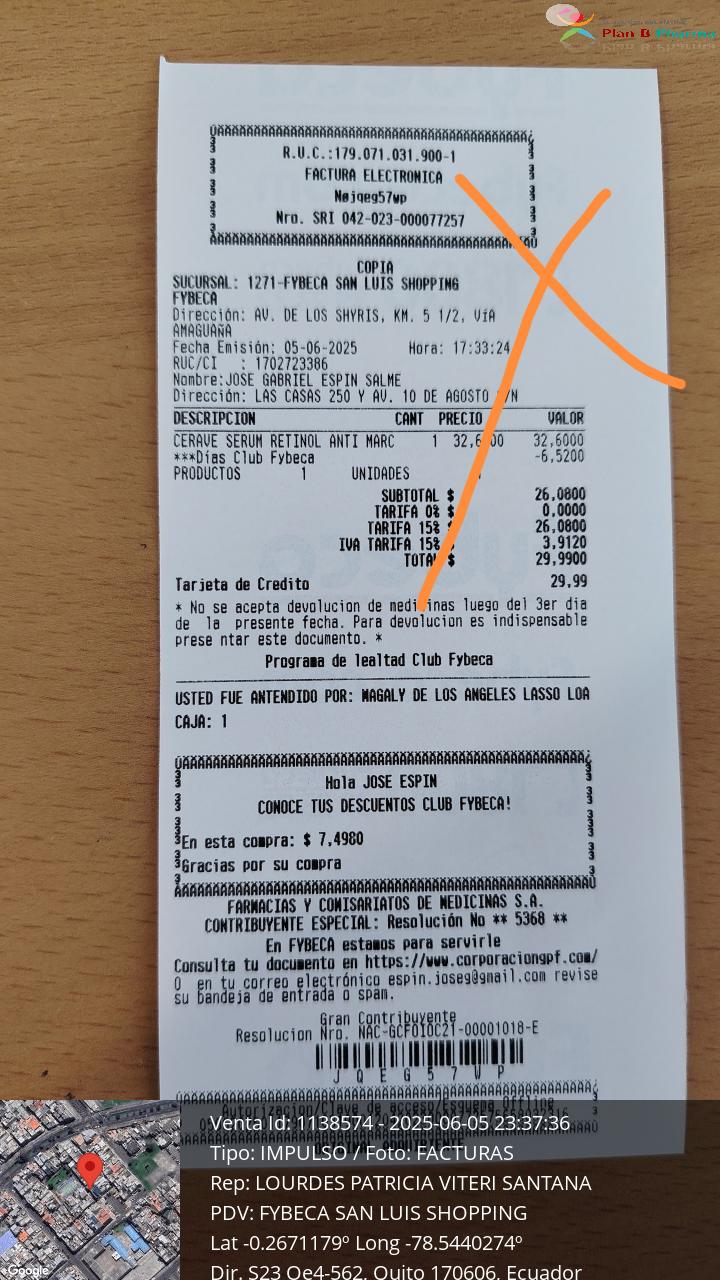 Plan B Pharma
R.U.C.:179.071.031.900-1
FACTURA ELECTRONICA
Nøjqeg57wp
Nro. SRI 042-023-000077257
COPIA
SUCURSAL: 1271-FYBECA SAN LUIS SHOPPING
FYBECA
Dirección: AV. DE LOS SHYRIS, KM. 5 1/2, VíA
AMAGUAñA
Fecha Emisión: 05-06-2025 Hora: 17:33:24
RUC/CI : 1702723386
Nombre:JOSE GABRIEL ESPIN SALME
Dirección: LAS CASAS 250 Y AV. 10 DE AGOSTO /N
DESCRIPCION CANT PRECIO VALOR
CERAVE SERUM RETINOL ANTI MARC 1 32,6000 32,6000
***Días Club Fybeca -6,5200
PRODUCTOS 1 UNIDADES
SUBTOTAL $ 26,0800
TARIFA 0% $ 0,0000
TARIFA 15% $ 26,0800
IVA TARIFA 15% 3,9120
TOTAL $ 29,9900
Tarjeta de Credito 29,99
* No se acepta devolucion de medicinas luego del 3er dia
de la presente fecha. Para devolucion es indispensable
prese ntar este documento. *
Programa de lealtad Club Fybeca
USTED FUE ANTENDIDO POR: MAGALY DE LOS ANGELES LASSO LOA
CAJA: 1
Hola JOSE ESPIN
CONOCE TUS DESCUENTOS CLUB FYBECA!
En esta compra: $ 7,4980
Gracias por su compra
FARMACIAS Y COMISARIATOS DE MEDICINAS S.A.
CONTRIBUYENTE ESPECIAL: Resolución No ** 5368 **
En FYBECA estamos para servirle
Consulta tu documento en https://www.corporaciongpf.com/
O en tu correo electrónico espin.joseg@gmail.com revise
su bandeja de entrada o spam.
Gran Contribuyente
Resolucion Nro. NAC-GCFOIOC21-00001018-E
J Q E G 5 7 W P
Autorizacion/Clave de acceso/Esquema Offline
Venta Id: 1138574 - 2025-06-05 23:37:36
Tipo: IMPULSO / Foto: FACTURAS
Rep: LOURDES PATRICIA VITERI SANTANA
PDV: FYBECA SAN LUIS SHOPPING
Lat -0.2671179º Long -78.5440274º
Dir. S23 Oe4-562, Quito 170606, Ecuador
Google